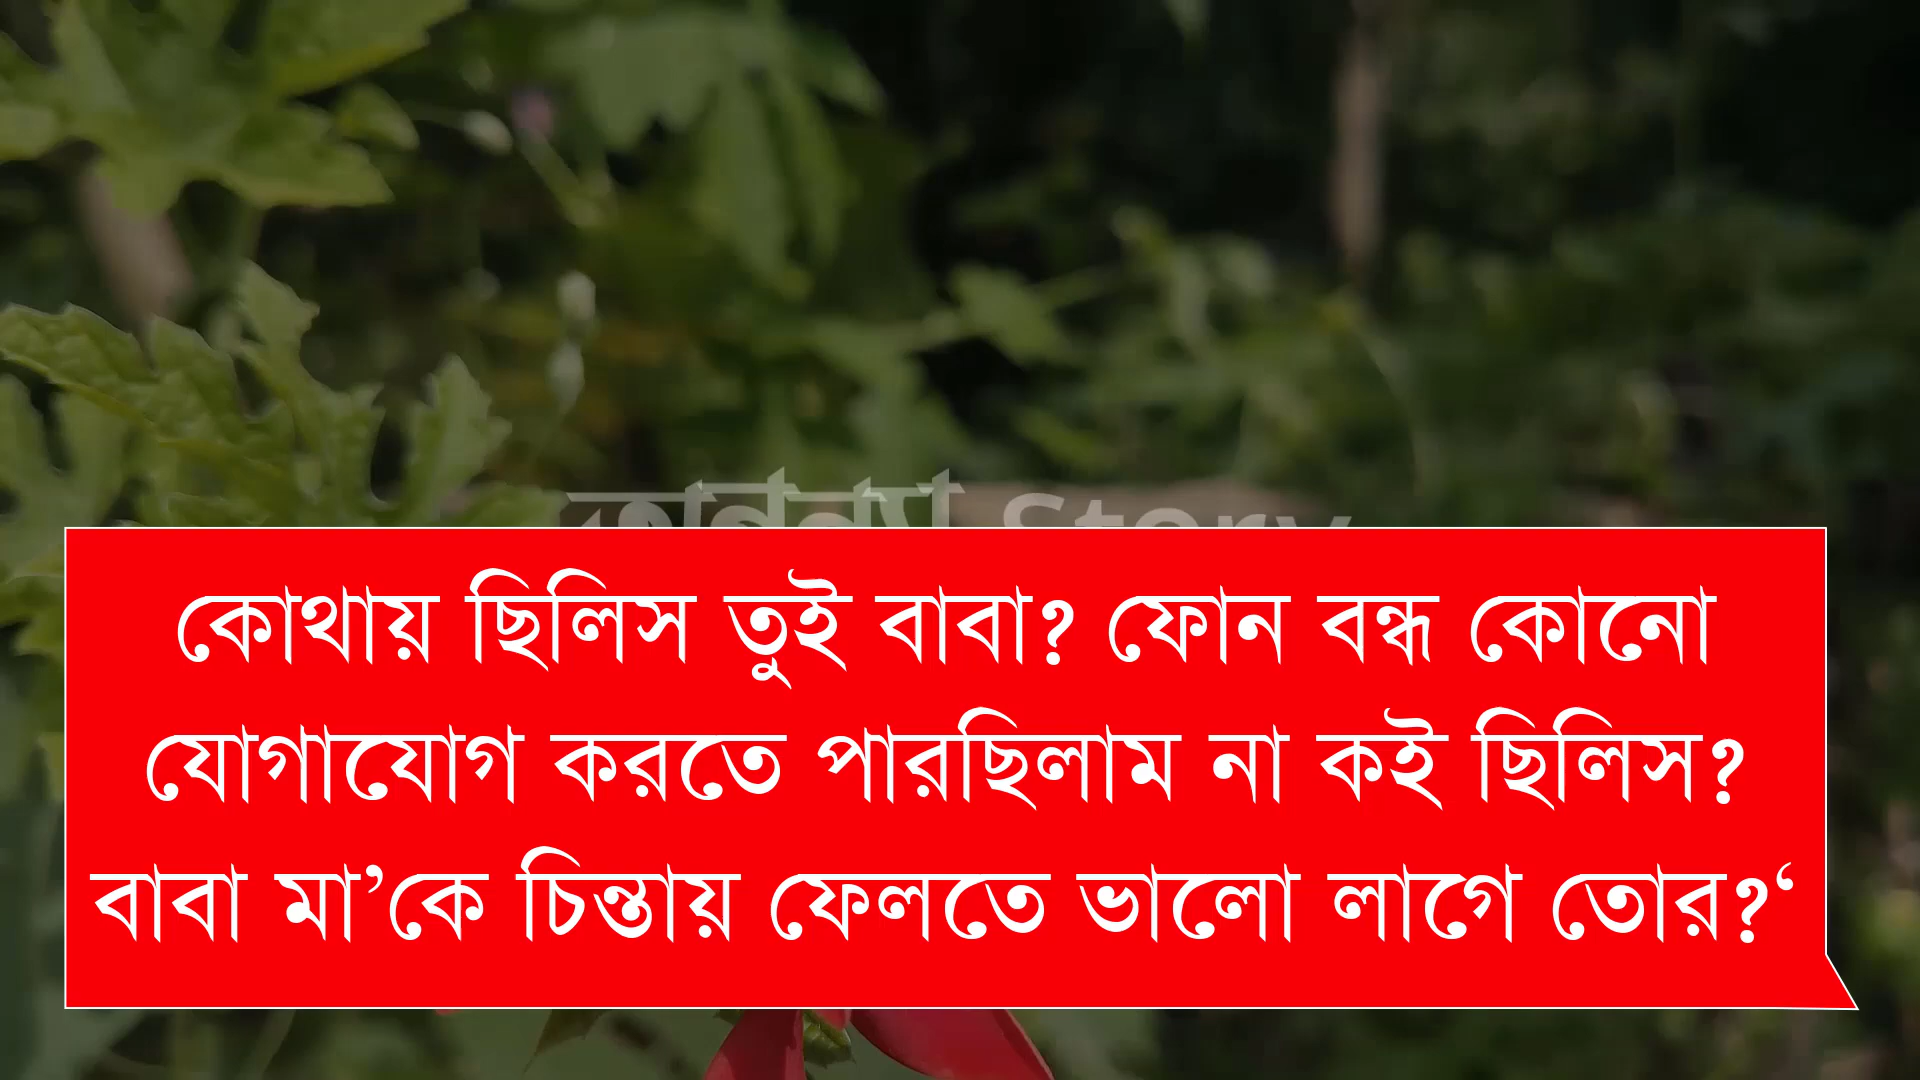 কোথায় ছিলিস তুই বাবা? ফোন বন্ধ কোনো
যোগাযোগ করতে পারছিলাম না কই ছিলিস?
বাবা মা’কে চিন্তায় ফেলতে ভালো লাগে তোর?‘